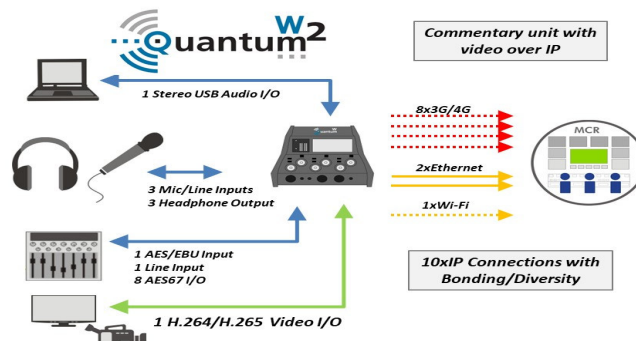 Quantum W2
Commentary unit with
video over IP
1 Stereo USB Audio I/O
8x3G/4G
MCR
2xEthernet
3 Mic/Line Inputs
3 Headphone Output
1xWi-Fi
1 AES/EBU Input
1 Line Input
8 AES67 I/O
10xIP Connections with
Bonding/Diversity
1 H.264/H.265 Video I/O